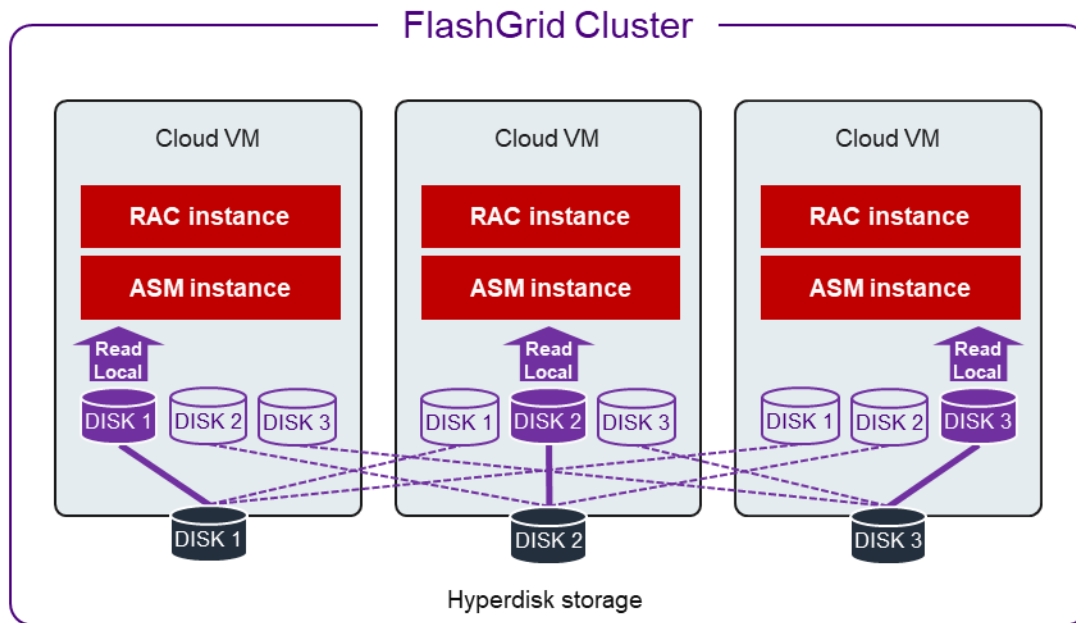 FlashGrid Cluster
Cloud VM
RAC instance
ASM instance
Read
Local
DISK 1
DISK 2
DISK 3
DISK 1
Cloud VM
RAC instance
ASM instance
Read
Local
DISK 1
DISK 2
DISK 3
DISK 2
Cloud VM
RAC instance
ASM instance
Read
Local
DISK 1
DISK 2
DISK 3
DISK 3
Hyperdisk storage